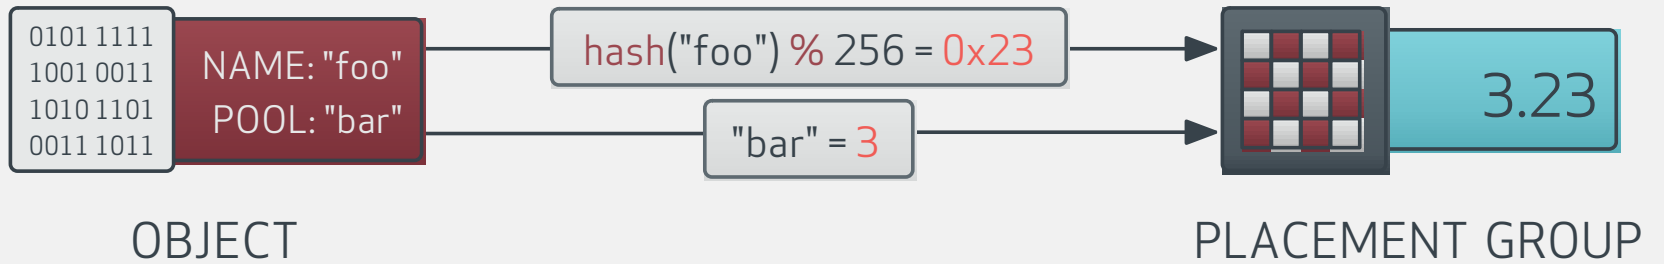 0101 1111
1001 0011
1010 1101
0011 1011
NAME: "foo"
POOL: "bar"
hash("foo") % 256 = 0x23
"bar" = 3
3.23
OBJECT
PLACEMENT GROUP